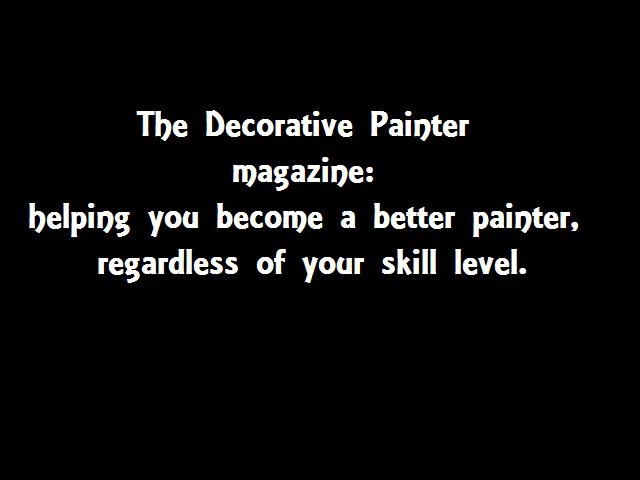 The Decorative Painter
magazine:
helping you become a better painter,
regardless of your skill level.